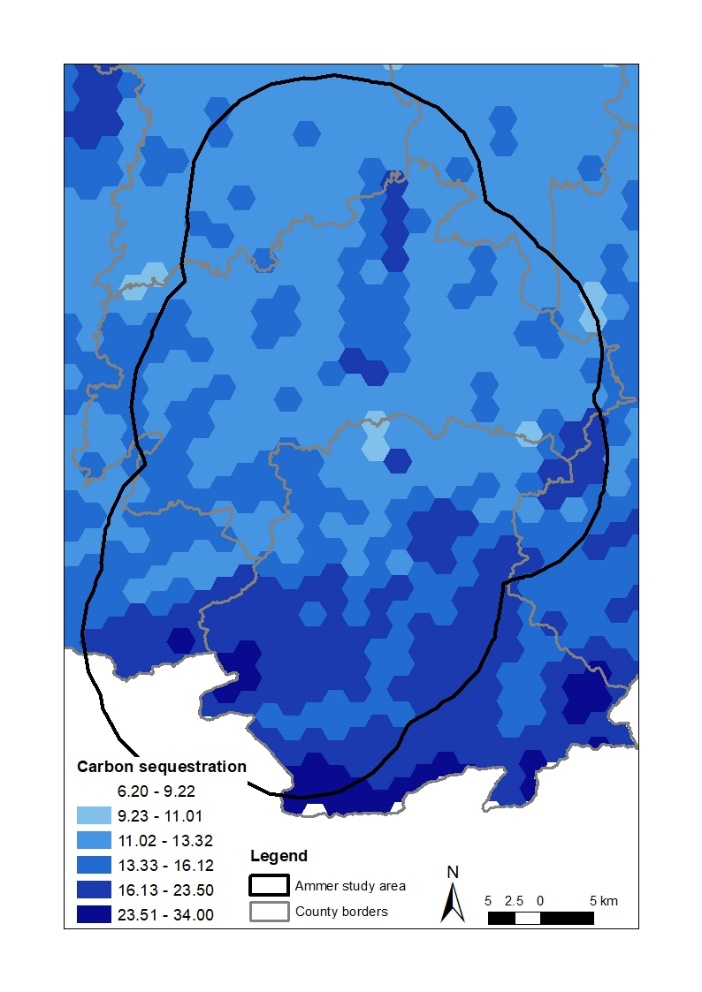 Carbon sequestration
6.20 - 9.22
9.23 - 11.01
11.02 - 13.32
13.33 - 16.12
16.13 - 23.50
23.51 - 34.00
Legend
Ammer study area
County borders
N
5 2.5 0 5 km